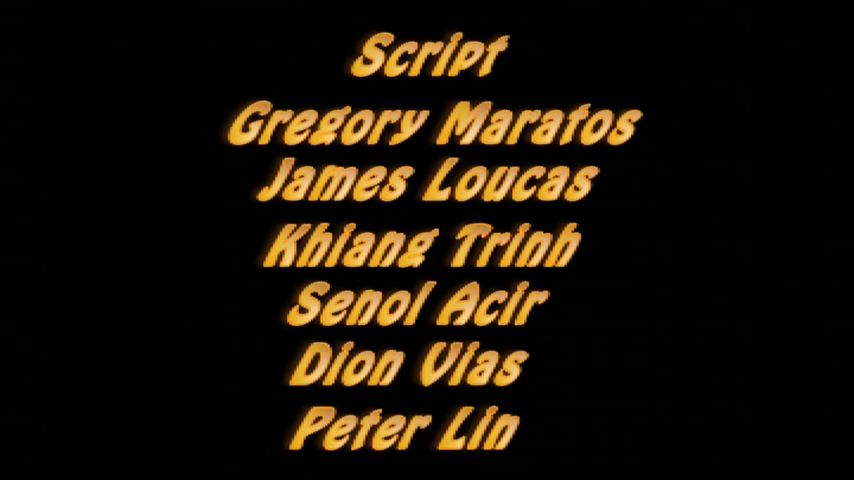 Script
Gregory Maratos
James Loucas
Khiang Trinh
Senol Acir
Dion Vias
Peter Lin